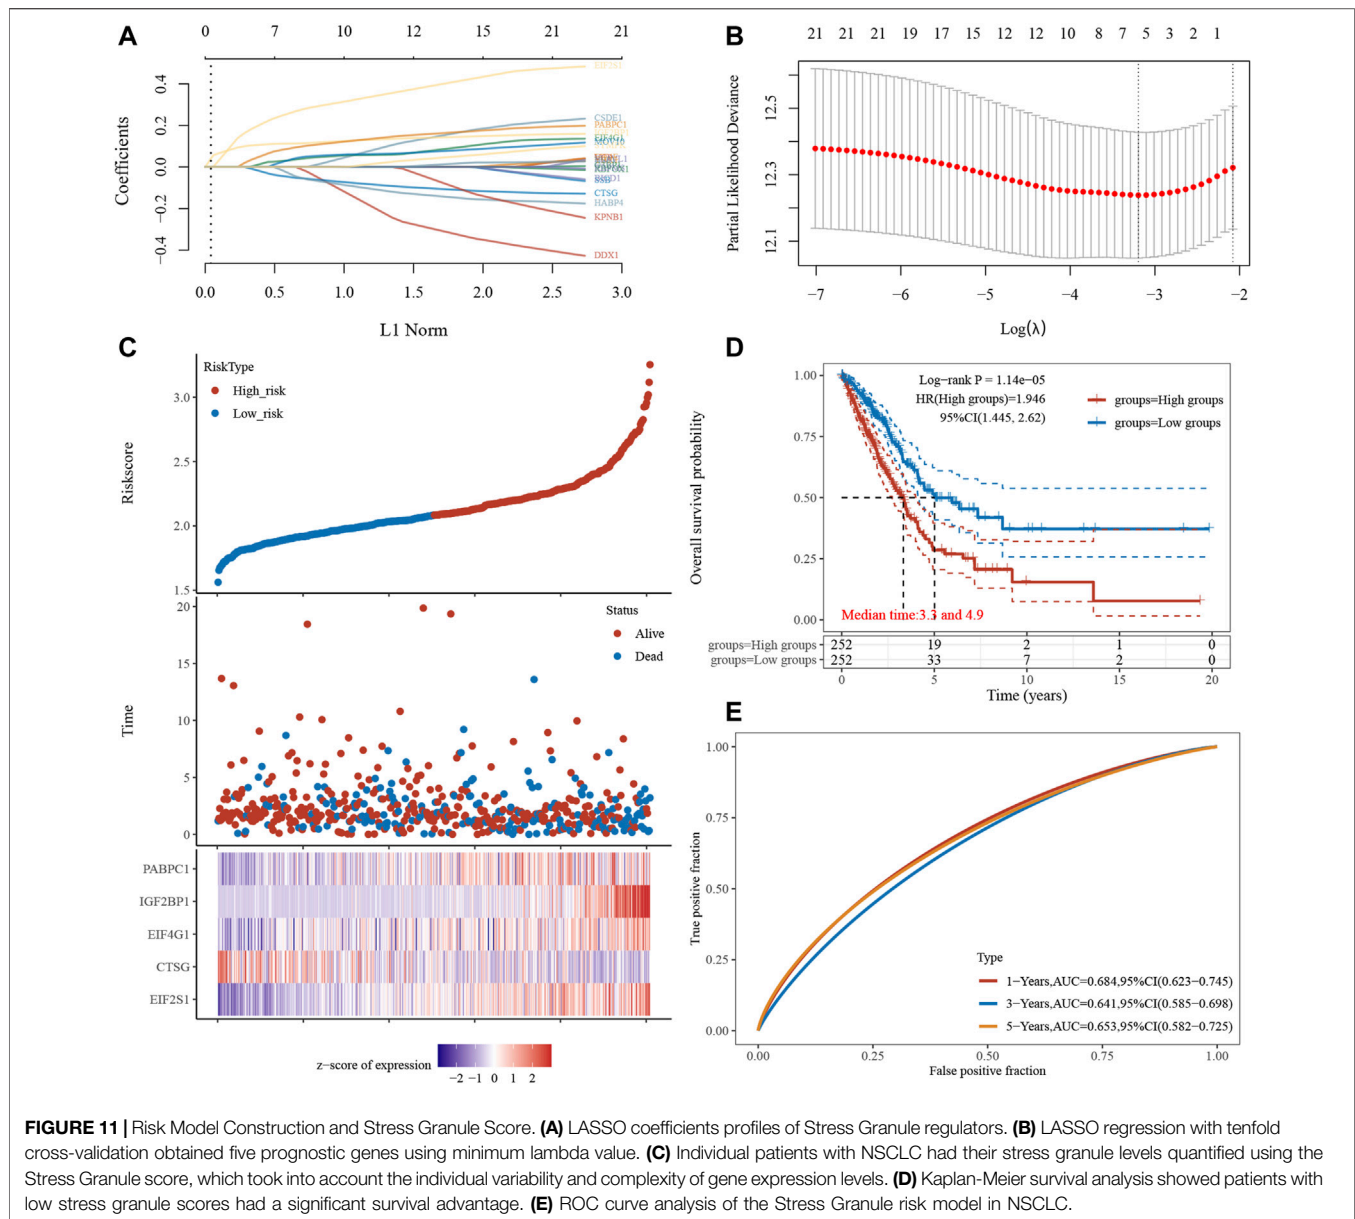 A
0 7 10 12 15 21 21
Coefficients
0.4
0.2
0.0
−0.2
−0.4
EIF2S1
CSDE1
PABPC1
EIF4G1
MOV10
CTSG
HABP4
KPNB1
DDX1
0.0 0.5 1.0 1.5 2.0 2.5 3.0
L1 Norm
B
21 21 21 19 17 15 12 12 10 8 7 5 3 2 1
Partial Likelihood Deviance
12.5
12.3
12.1
−7 −6 −5 −4 −3 −2
Log(λ)
C
RiskType
High_risk
Low_risk
Riskscore
3.0
2.5
2.0
1.5
Status
Alive
Dead
Time
20
15
10
5
0
PABPC1
IGF2BP1
EIF4G1
CTSG
EIF2S1
z−score of expression
−2 −1 0 1 2
D
Log−rank P = 1.14e−05
HR(High groups)=1.946
95%CI(1.445, 2.62)
groups=High groups
groups=Low groups
Overall survival probability
1.00
0.75
0.50
0.25
0.00
Median time:3.3 and 4.9
groups=High groups 252 19 2 1 0
groups=Low groups 252 33 7 2 0
0 5 10 15 20
Time (years)
E
True positive fraction
1.00
0.75
0.50
0.25
0.00
Type
1−Years,AUC=0.684,95%CI(0.623−0.745)
3−Years,AUC=0.641,95%CI(0.585−0.698)
5−Years,AUC=0.653,95%CI(0.582−0.725)
0.00 0.25 0.50 0.75 1.00
False positive fraction
FIGURE 11 | Risk Model Construction and Stress Granule Score. (A) LASSO coefficients profiles of Stress Granule regulators. (B) LASSO regression with tenfold
cross-validation obtained five prognostic genes using minimum lambda value. (C) Individual patients with NSCLC had their stress granule levels quantified using the
Stress Granule score, which took into account the individual variability and complexity of gene expression levels. (D) Kaplan-Meier survival analysis showed patients with
low stress granule scores had a significant survival advantage. (E) ROC curve analysis of the Stress Granule risk model in NSCLC.